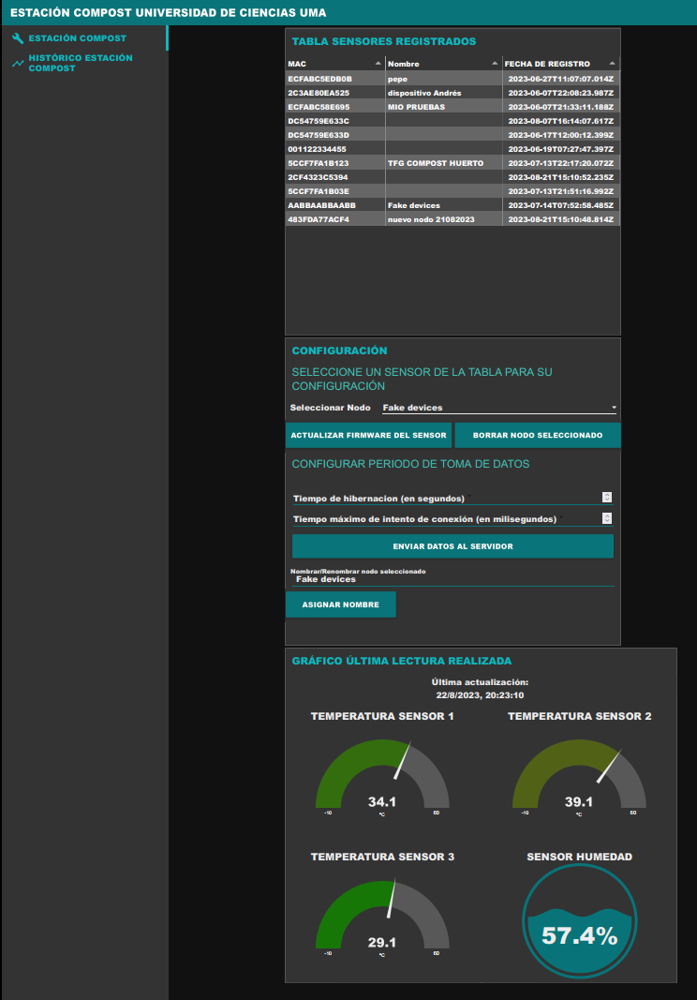 ESTACIÓN COMPOST UNIVERSIDAD DE CIENCIAS UMA
ESTACIÓN COMPOST
HISTÓRICO ESTACIÓN
COMPOST
TABLA SENSORES REGISTRADOS
MAC Nombre FECHA DE REGISTRO
ECFABC5EDB0B pepe 2023-06-27T11:07:07.014Z
2C3AE80EA525 dispositivo Andrés 2023-06-07T22:08:23.987Z
ECFABC58E695 MIO PRUEBAS 2023-06-07T21:33:11.188Z
DC54759E633C 2023-08-07T16:14:07.617Z
DC54759E633D 2023-06-17T12:00:12.399Z
001122334455 2023-06-19T07:27:47.397Z
5CCF7FA1B123 TFG COMPOST HUERTO 2023-07-13T22:17:20.072Z
2CF4323C5394 2023-08-21T15:10:52.235Z
5CCF7FA1B03E 2023-07-13T21:51:16.992Z
AABBAABBAABB Fake devices 2023-07-14T07:52:58.485Z
483FDA77ACF4 nuevo nodo 21082023 2023-08-21T15:10:48.814Z
CONFIGURACIÓN
SELECCIONE UN SENSOR DE LA TABLA PARA SU
CONFIGURACIÓN
Seleccionar Nodo Fake devices
ACTUALIZAR FIRMWARE DEL SENSOR BORRAR NODO SELECCIONADO
CONFIGURAR PERIODO DE TOMA DE DATOS
Tiempo de hibernacion (en segundos)
Tiempo máximo de intento de conexión (en milisegundos)
ENVIAR DATOS AL SERVIDOR
Nombrar/Renombrar nodo seleccionado
Fake devices
ASIGNAR NOMBRE
GRÁFICO ÚLTIMA LECTURA REALIZADA
Última actualización:
22/8/2023, 20:23:10
TEMPERATURA SENSOR 1 TEMPERATURA SENSOR 2
34.1 39.1
-10 ºC 60 -10 ºC 60
TEMPERATURA SENSOR 3 SENSOR HUMEDAD
29.1 57.4%
-10 ºC 60